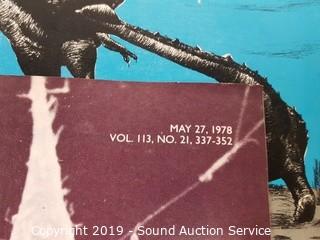 MAY 27, 1978
VOL. 113, NO. 21, 337-352
Copyright 2019 - Sound Auction Service